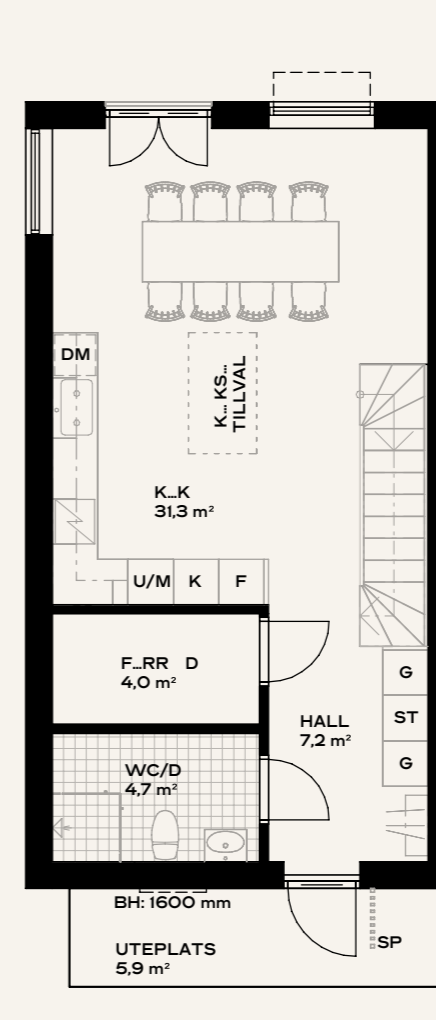 DM
K... KS...
TILLVAL
K...K
31,3 m²
U/M K F
F...RR D
4,0 m²
G
ST
G
HALL
7,2 m²
WC/D
4,7 m²
BH: 1600 mm
UTEPLATS
5,9 m²
SP